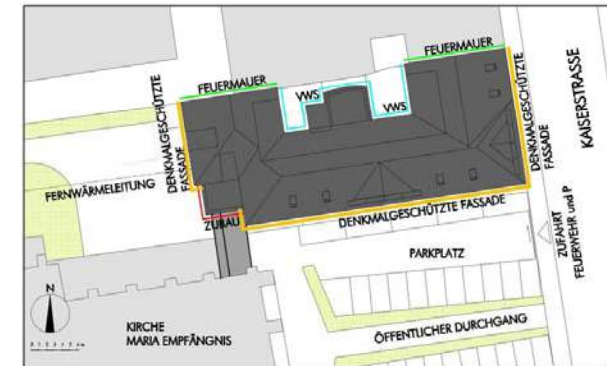 FEUERMAUER
FEUERMAUER
VWS
VWS
DENKMALGESCHÜTZTE
FASSADE
DENKMALGESCHÜTZTE
FASSADE
KAISERSTRASSE
FERNWÄRMELEITUNG
ZUBAU
DENKMALGESCHÜTZTE FASSADE
ZUFAHRT
FEUERWEHR und P
PARKPLATZ
N
KIRCHE
MARIA EMPFÄNGNIS
ÖFFENTLICHER DURCHGANG